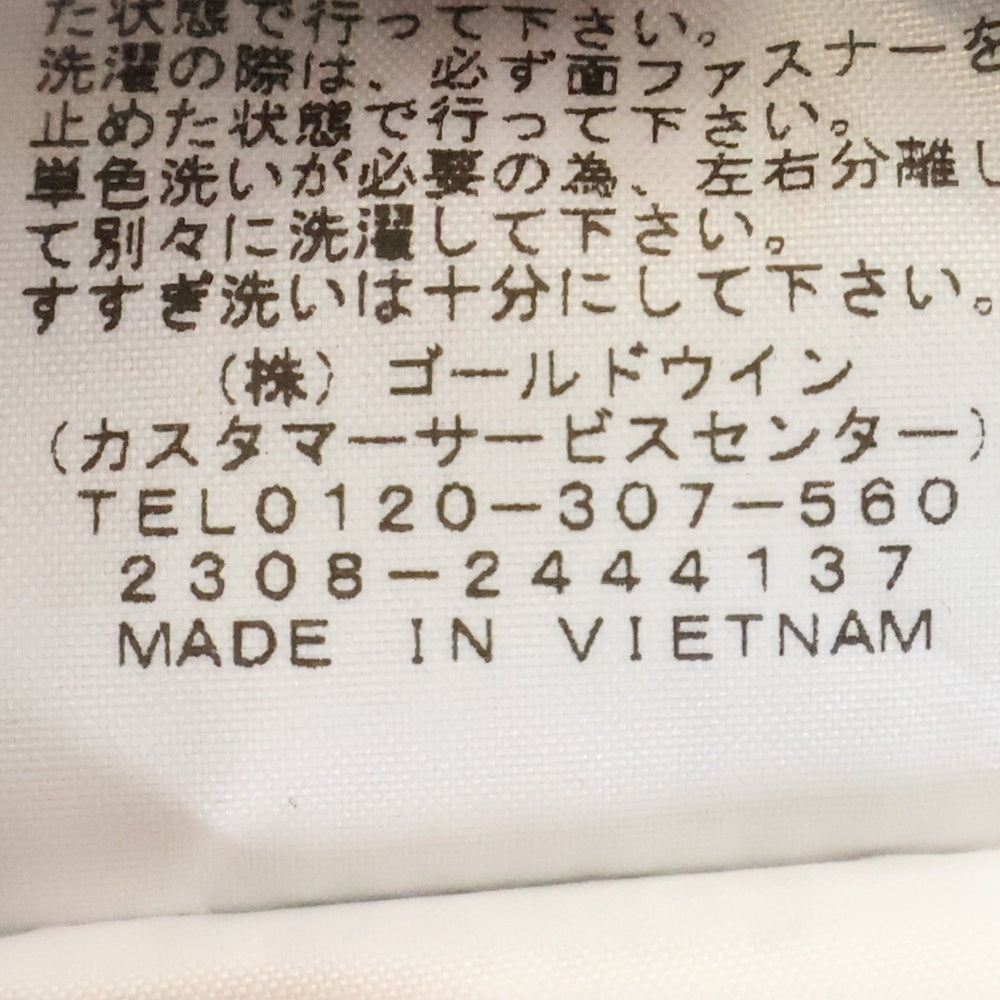 た状態で行って下さい。
洗濯の際は、必ず面ファスナーを
止めた状態で行って下さい。
単色洗いが必要の為、左右分離し
て別々に洗濯して下さい。
すすぎ洗いは十分にして下さい。
(株) ゴールドウイン
(カスタマーサービスセンター)
TEL0120-307-560
2308-2444137
MADE IN VIETNAM